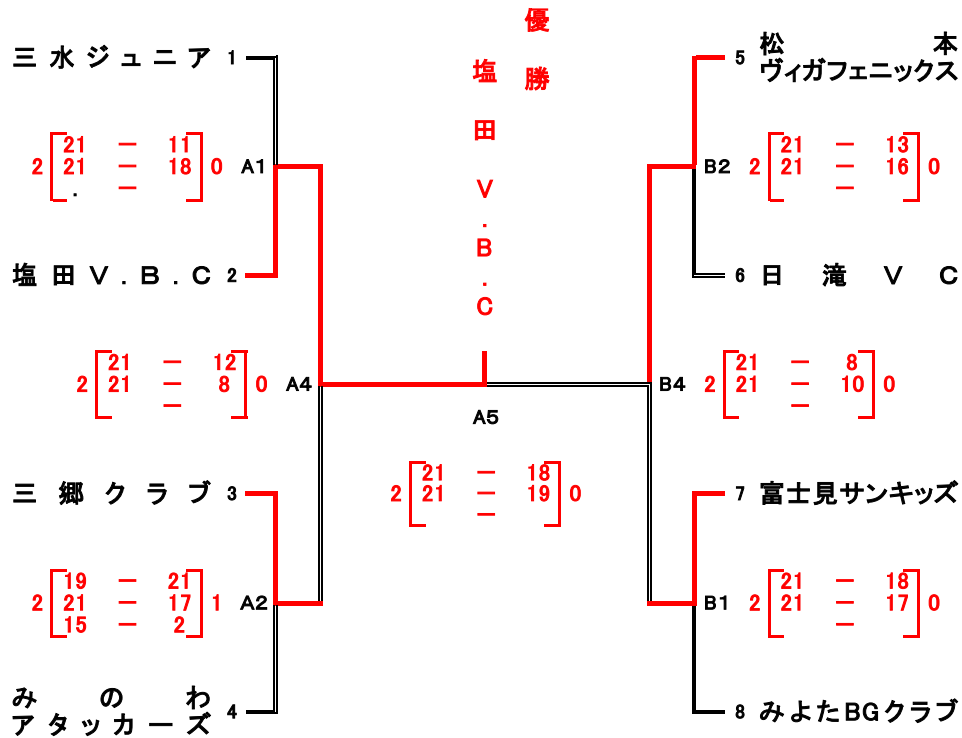 優勝
塩田V.B.C
三水ジュニア 1
2 21 — 11 0
21 — 18
. —
A1
塩田V.B.C 2
2 21 — 12 0
21 — 8
—
A4
三郷クラブ 3
2 19 — 21 1
21 — 17
15 — 2
A2
みのわ
アタッカーズ 4
A5
2 21 — 18 0
21 — 19
—
5 松本
ヴィガフェニックス
B2
2 21 — 13 0
21 — 16
—
6 日滝VC
B4
2 21 — 8 0
21 — 10
—
7 富士見サンキッズ
B1
2 21 — 18 0
21 — 17
—
8 みよたBGクラブ